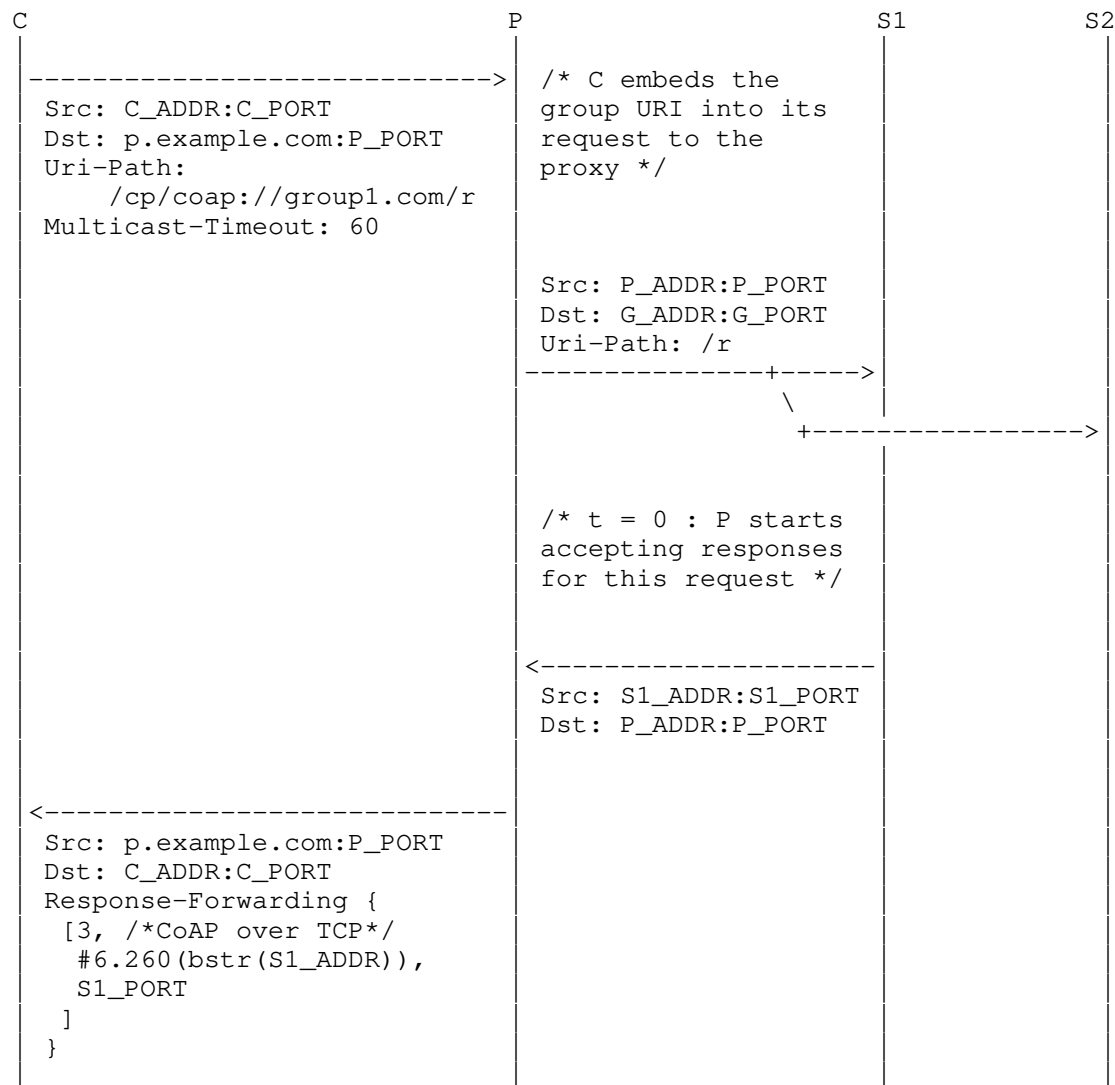 C P S1 S2
/* C embeds the
Src: C_ADDR:C_PORT group URI into its
Dst: p.example.com:P_PORT request to the
Uri-Path: proxy */
/cp/coap://group1.com/r
Multicast-Timeout: 60
Src: P_ADDR:P_PORT
Dst: G_ADDR:G_PORT
Uri-Path: /r
/* t = 0 : P starts
accepting responses
for this request */
Src: S1_ADDR:S1_PORT
Dst: P_ADDR:P_PORT
Src: p.example.com:P_PORT
Dst: C_ADDR:C_PORT
Response-Forwarding {
[3, /*CoAP over TCP*/
#6.260(bstr(S1_ADDR)),
S1_PORT
]
}